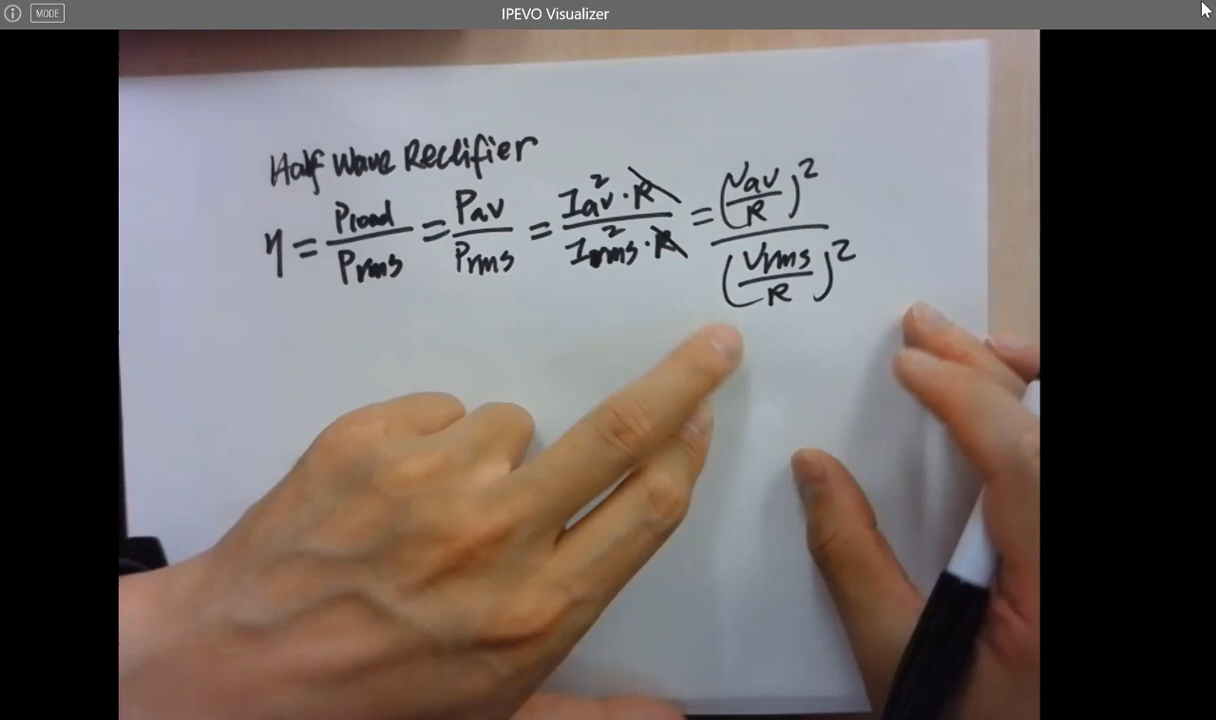 IPEVO Visualizer
MODE
Half Wave Rectifier
η = Pload / Prms = Pav / Prms = Iav² · R / Irms² · R = (Vav / R)² / (Vrms / R)²